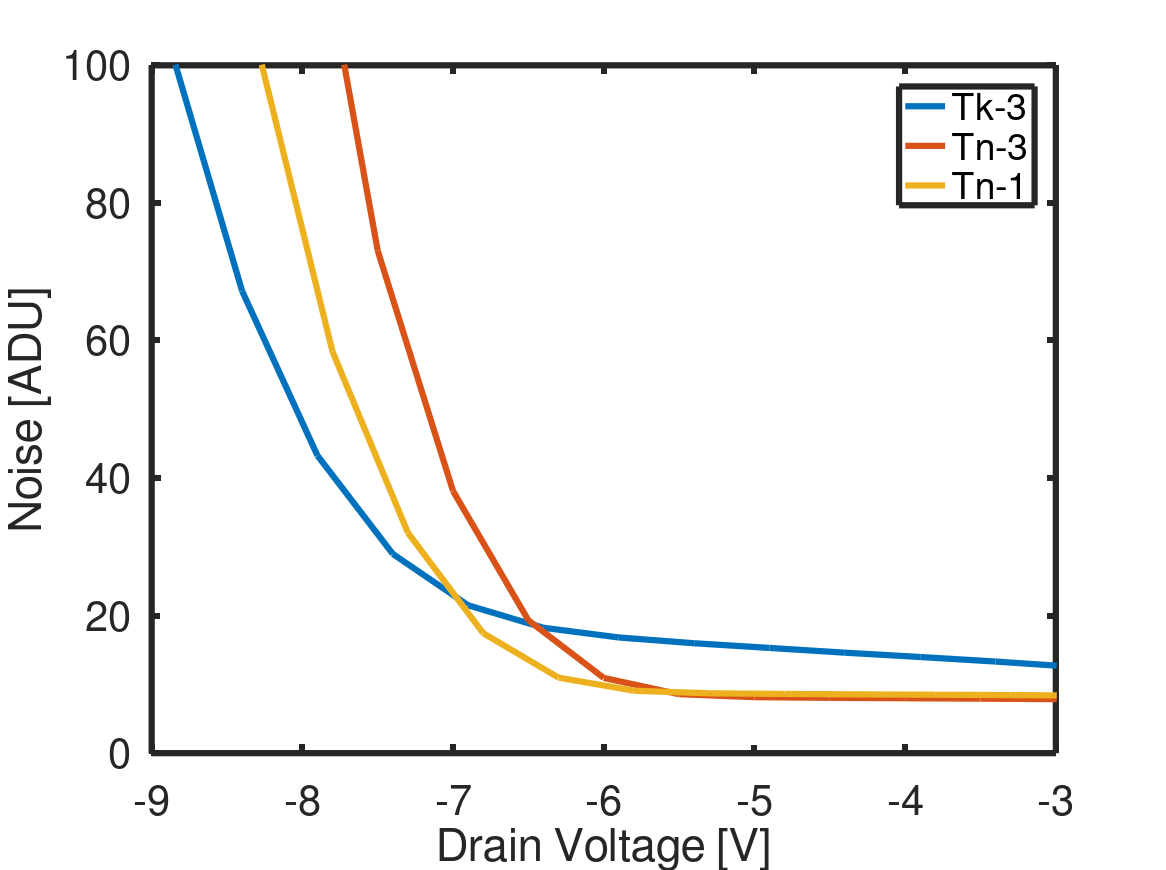 100
80
60
40
20
0
Noise [ADU]
Tk-3
Tn-3
Tn-1
-9 -8 -7 -6 -5 -4 -3
Drain Voltage [V]